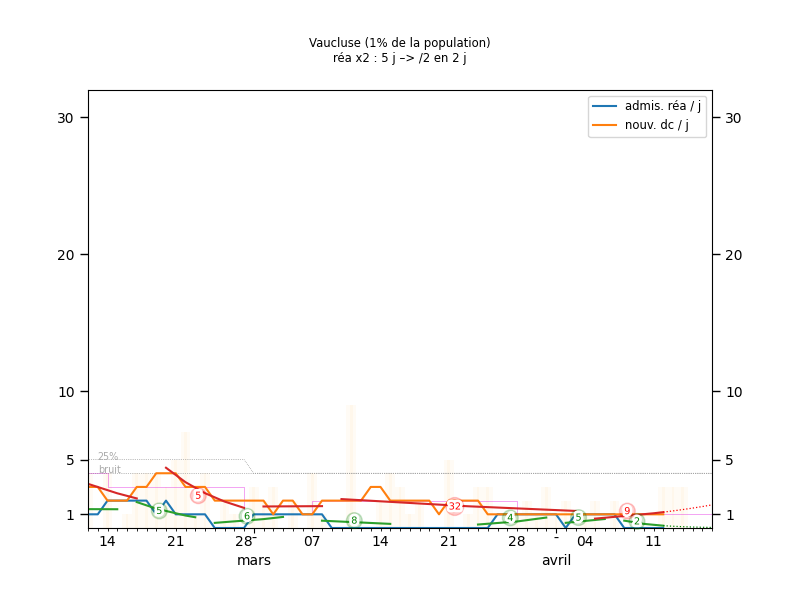 Vaucluse (1% de la population)
réa x2 : 5 j –> /2 en 2 j
admis. réa / j
nouv. dc / j
30 30
20 20
10 10
5 5
1 1
25%
bruit
5 5 6 8 32 4 5 9 2
14 21 28 07 14 21 28 04 11
mars avril